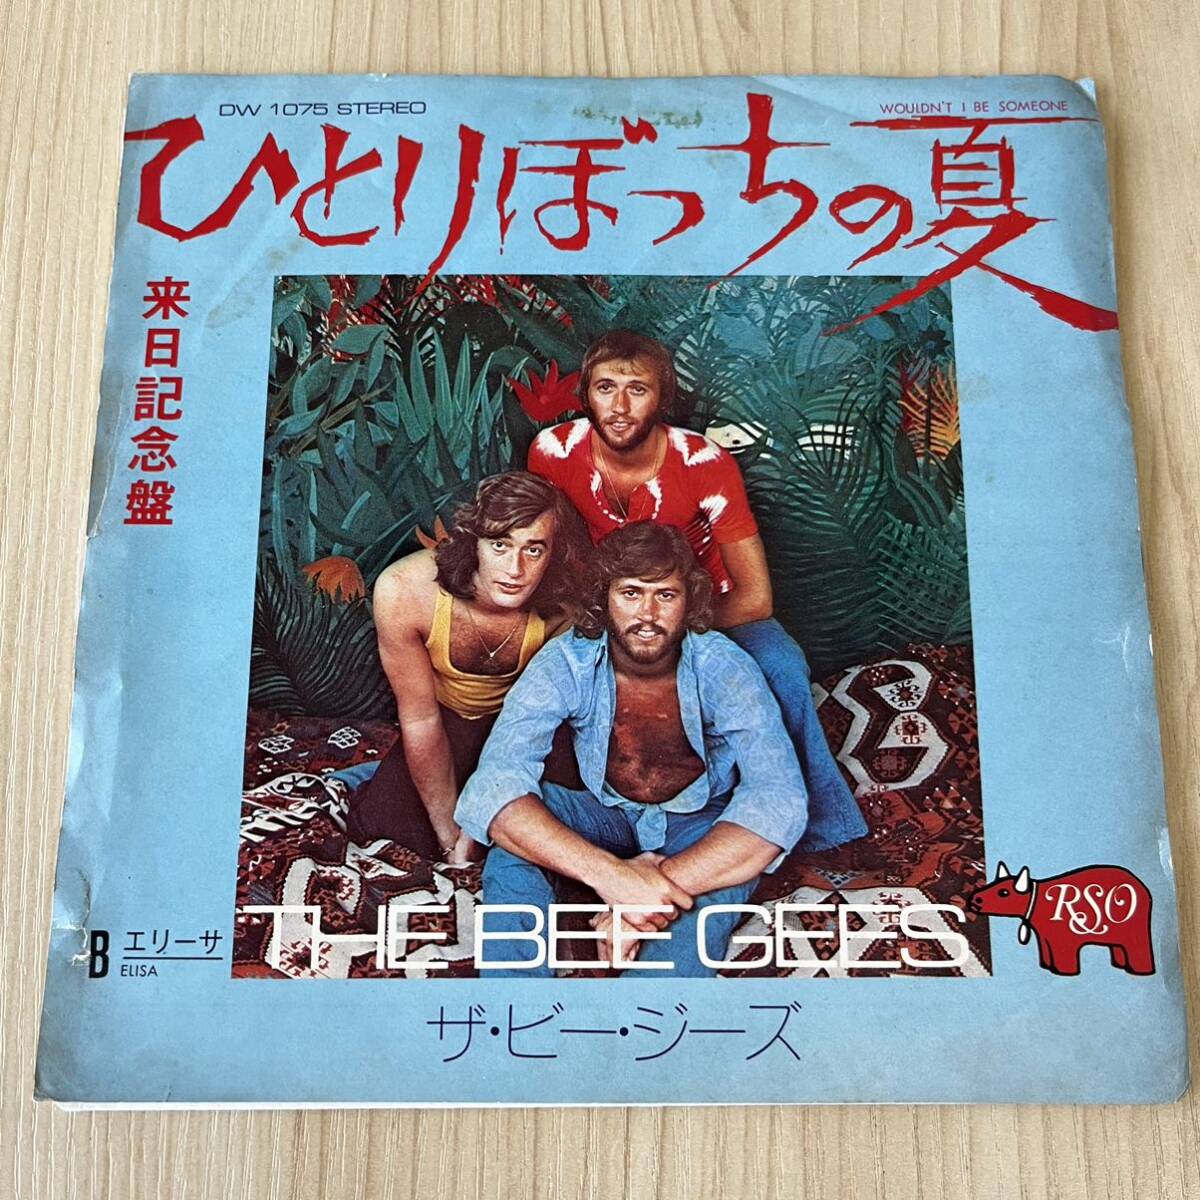 DW 1075 STEREO
WOULDN'T I BE SOMEONE
ひとりぼっちの夏
来日記念盤
THE BEE GEES
RSO
B エリーサ
ELISA
ザ・ビー・ジーズ